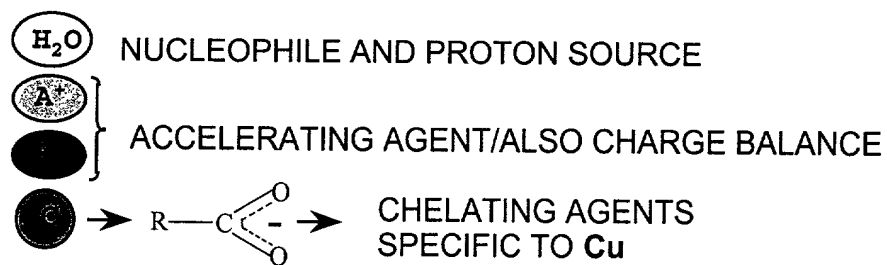 H₂O NUCLEOPHILE AND PROTON SOURCE
A⁺
ACCELERATING AGENT/ALSO CHARGE BALANCE
C R—C O O - CHELATING AGENTS
SPECIFIC TO Cu